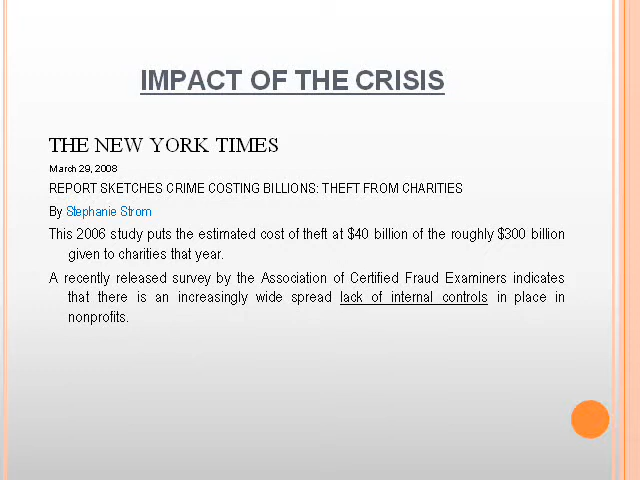 IMPACT OF THE CRISIS
THE NEW YORK TIMES
March 29, 2008
REPORT SKETCHES CRIME COSTING BILLIONS: THEFT FROM CHARITIES
By Stephanie Strom
This 2006 study puts the estimated cost of theft at $40 billion of the roughly $300 billion
given to charities that year.
A recently released survey by the Association of Certified Fraud Examiners indicates
that there is an increasingly wide spread lack of internal controls in place in
nonprofits.